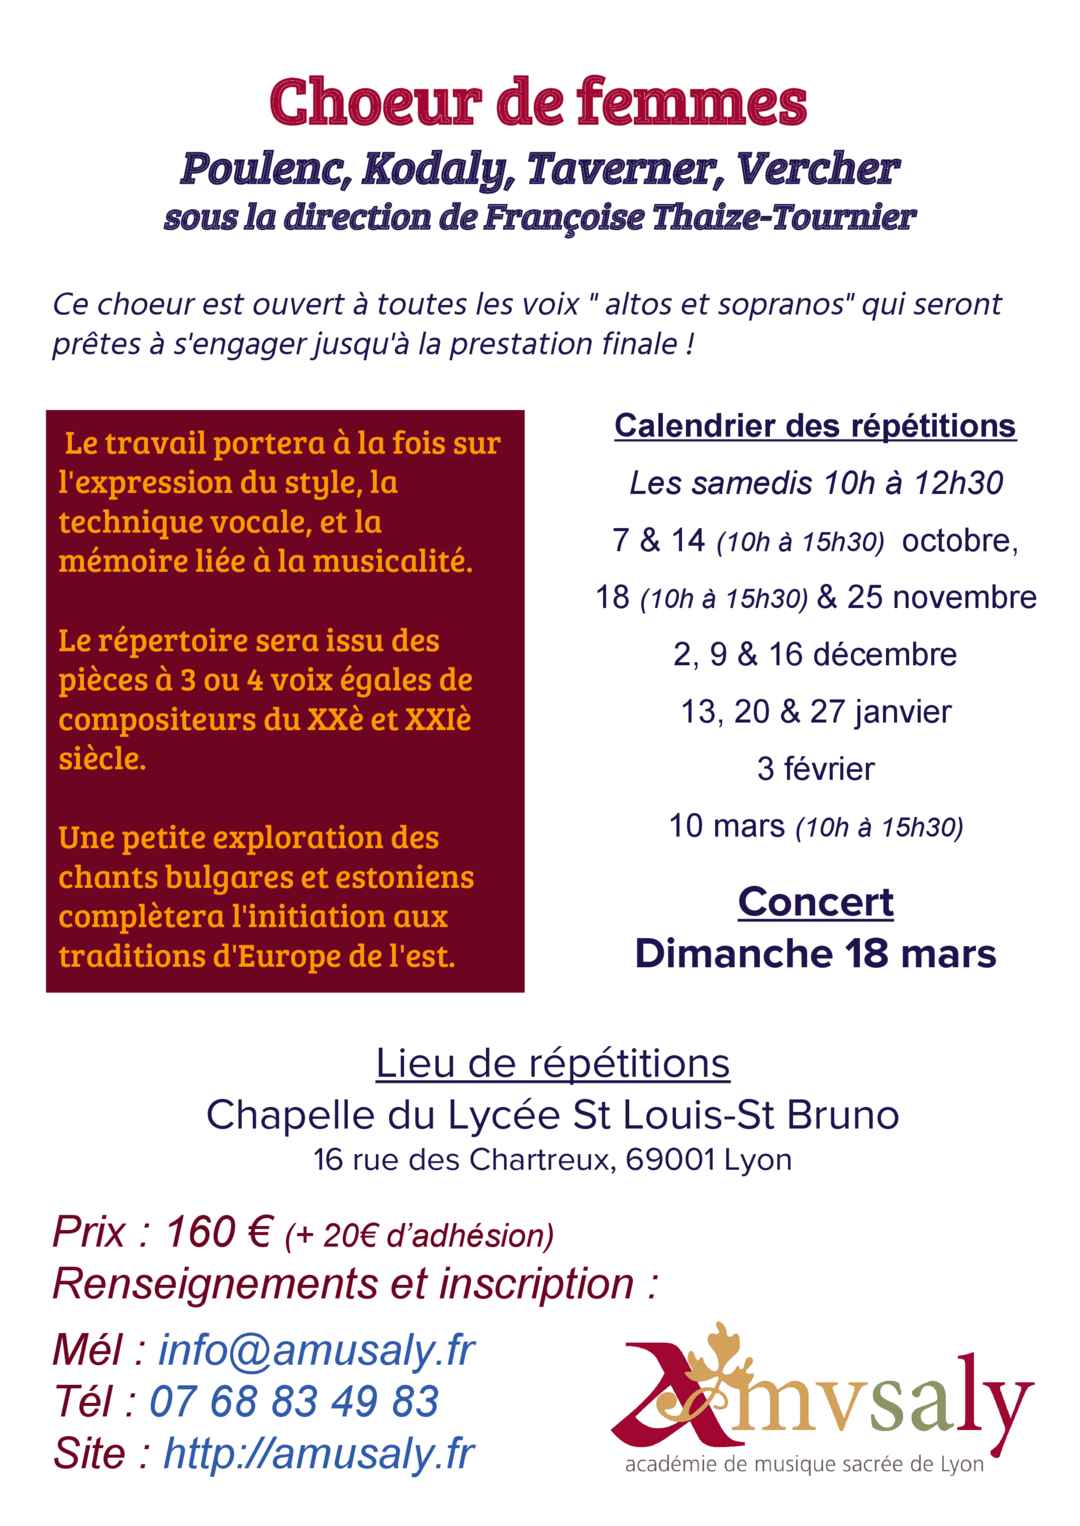 Choeur de femmes
Poulenc, Kodaly, Taverner, Vercher
sous la direction de Françoise Thaize-Tournier
Ce choeur est ouvert à toutes les voix " altos et sopranos" qui seront
prêtes à s'engager jusqu'à la prestation finale !
Le travail portera à la fois sur
l'expression du style, la
technique vocale, et la
mémoire liée à la musicalité.
Le répertoire sera issu des
pièces à 3 ou 4 voix égales de
compositeurs du XXè et XXIè
siècle.
Une petite exploration des
chants bulgares et estoniens
complètera l'initiation aux
traditions d'Europe de l'est.
Calendrier des répétitions
Les samedis 10h à 12h30
7 & 14 (10h à 15h30) octobre,
18 (10h à 15h30) & 25 novembre
2, 9 & 16 décembre
13, 20 & 27 janvier
3 février
10 mars (10h à 15h30)
Concert
Dimanche 18 mars
Lieu de répétitions
Chapelle du Lycée St Louis-St Bruno
16 rue des Chartreux, 69001 Lyon
Prix : 160 € (+ 20€ d’adhésion)
Renseignements et inscription :
Mél : info@amusaly.fr
Tél : 07 68 83 49 83
Site : http://amusaly.fr
Amvsaly
académie de musique sacrée de Lyon